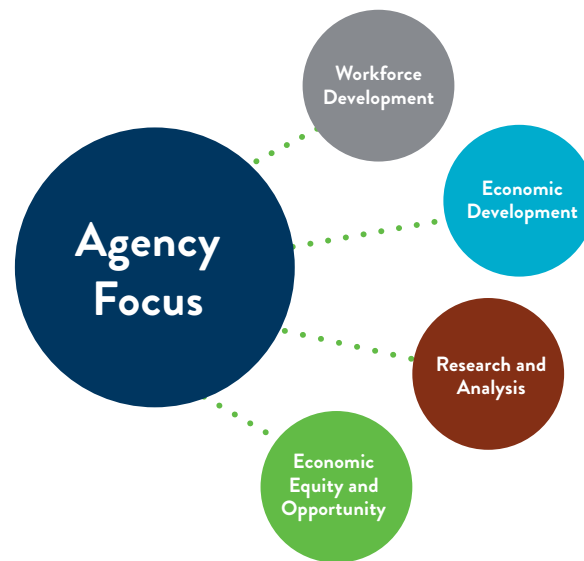 Agency
Focus
Workforce
Development
Economic
Development
Research and
Analysis
Economic
Equity and
Opportunity